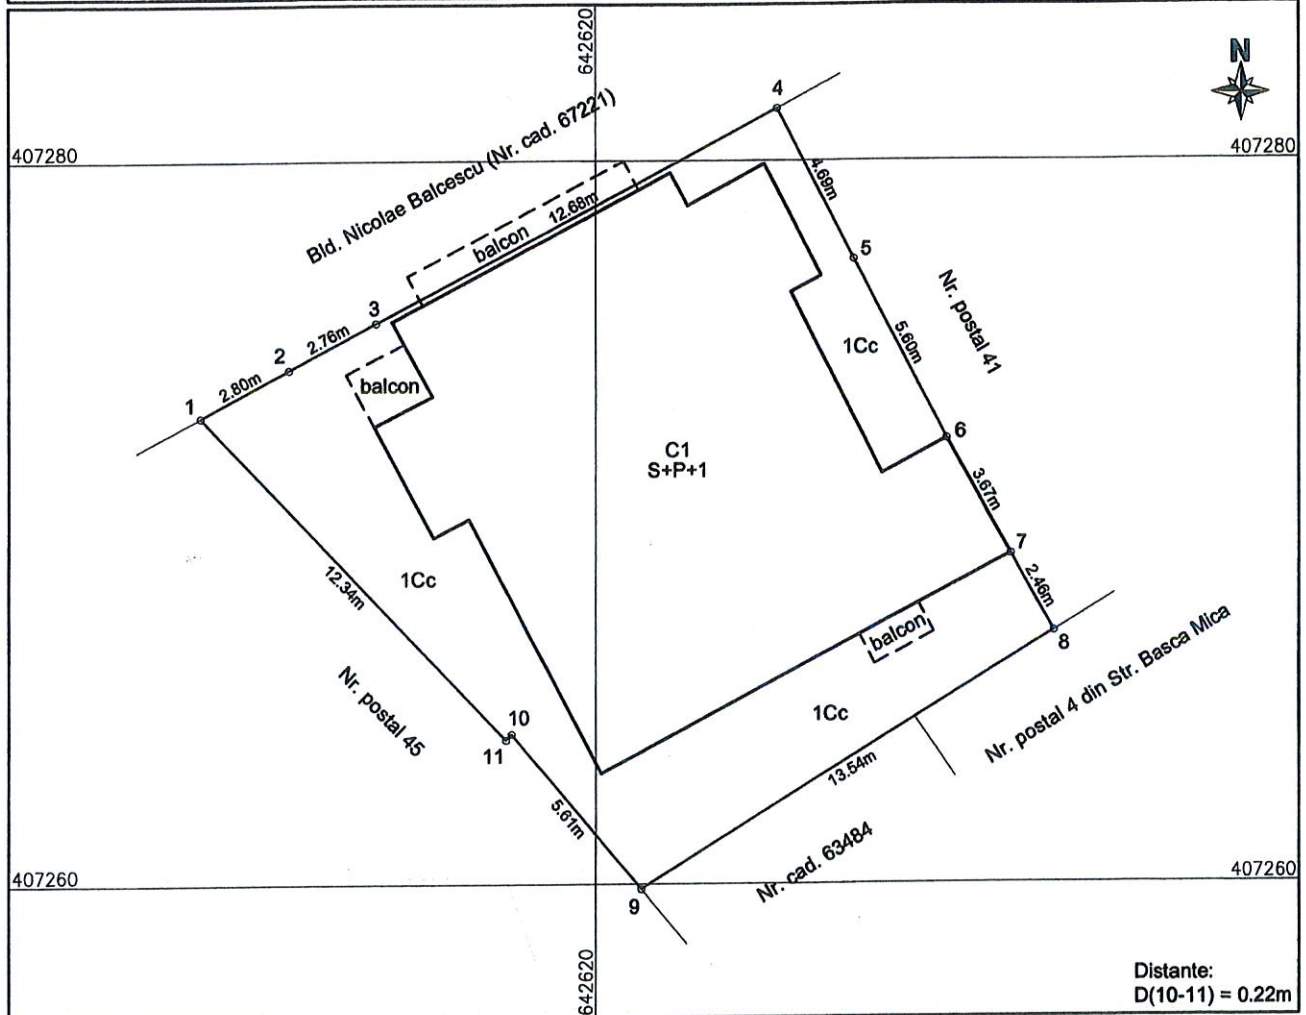 642620
N
4
Bld. Nicolae Balcescu (Nr. cad. 67221)
407280
407280
4.69m
12.68m
balcon
5
3
2.76m
2
2.80m
1
balcon
Nr. postal 41
5.60m
1Cc
6
C1
S+P+1
3.67m
7
2.46m
8
12.34m
1Cc
balcon
Nr. postal 4 din Str. Basca Mica
Nr. postal 45
10
11
1Cc
13.54m
5.61m
Nr. cad. 63484
407260
407260
9
642620
Distante:
D(10-11) = 0.22m